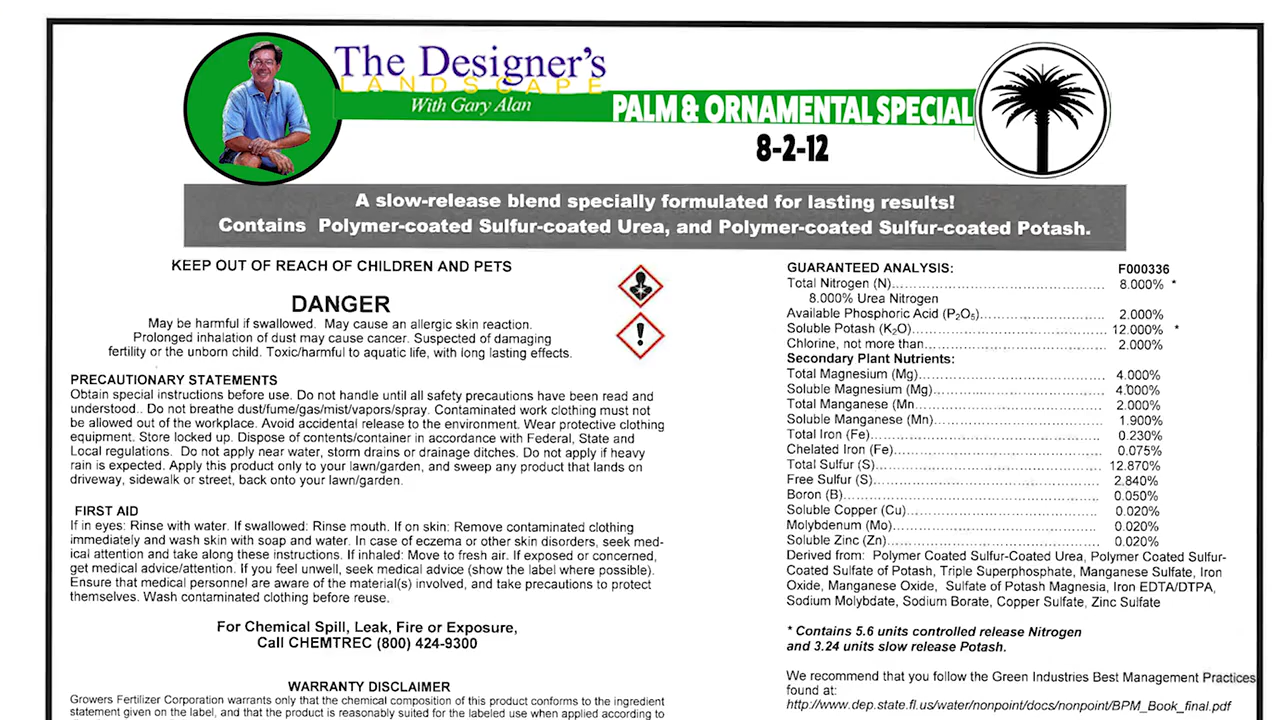 The Designer's
LANDSCAPE
With Gary Alan
PALM & ORNAMENTAL SPECIAL
8-2-12
A slow-release blend specially formulated for lasting results!
Contains Polymer-coated Sulfur-coated Urea, and Polymer-coated Sulfur-coated Potash.
KEEP OUT OF REACH OF CHILDREN AND PETS
DANGER
May be harmful if swallowed. May cause an allergic skin reaction.
Prolonged inhalation of dust may cause cancer. Suspected of damaging
fertility or the unborn child. Toxic/harmful to aquatic life, with long lasting effects.
PRECAUTIONARY STATEMENTS
Obtain special instructions before use. Do not handle until all safety precautions have been read and
understood.. Do not breathe dust/fume/gas/mist/vapors/spray. Contaminated work clothing must not
be allowed out of the workplace. Avoid accidental release to the environment. Wear protective clothing
equipment. Store locked up. Dispose of contents/container in accordance with Federal, State and
Local regulations. Do not apply near water, storm drains or drainage ditches. Do not apply if heavy
rain is expected. Apply this product only to your lawn/garden, and sweep any product that lands on
driveway, sidewalk or street, back onto your lawn/garden.
FIRST AID
If in eyes: Rinse with water. If swallowed: Rinse mouth. If on skin: Remove contaminated clothing
immediately and wash skin with soap and water. In case of eczema or other skin disorders, seek med-
ical attention and take along these instructions. If inhaled: Move to fresh air. If exposed or concerned,
get medical advice/attention. If you feel unwell, seek medical advice (show the label where possible).
Ensure that medical personnel are aware of the material(s) involved, and take precautions to protect
themselves. Wash contaminated clothing before reuse.
For Chemical Spill, Leak, Fire or Exposure,
Call CHEMTREC (800) 424-9300
WARRANTY DISCLAIMER
Growers Fertilizer Corporation warrants only that the chemical composition of this product conforms to the ingredient
statement given on the label, and that the product is reasonably suited for the labeled use when applied according to
GUARANTEED ANALYSIS: F000336
Total Nitrogen (N) 8.000% *
8.000% Urea Nitrogen
Available Phosphoric Acid (P₂O₅) 2.000%
Soluble Potash (K₂O) 12.000% *
Chlorine, not more than 2.000%
Secondary Plant Nutrients:
Total Magnesium (Mg) 4.000%
Soluble Magnesium (Mg) 4.000%
Total Manganese (Mn 2.000%
Soluble Manganese (Mn) 1.900%
Total Iron (Fe) 0.230%
Chelated Iron (Fe) 0.075%
Total Sulfur (S) 12.870%
Free Sulfur (S) 2.840%
Boron (B) 0.050%
Soluble Copper (Cu) 0.020%
Molybdenum (Mo) 0.020%
Soluble Zinc (Zn) 0.020%
Derived from: Polymer Coated Sulfur-Coated Urea, Polymer Coated Sulfur-
Coated Sulfate of Potash, Triple Superphosphate, Manganese Sulfate, Iron
Oxide, Manganese Oxide, Sulfate of Potash Magnesia, Iron EDTA/DTPA,
Sodium Molybdate, Sodium Borate, Copper Sulfate, Zinc Sulfate
* Contains 5.6 units controlled release Nitrogen
and 3.24 units slow release Potash.
We recommend that you follow the Green Industries Best Management Practices
found at:
http://www.dep.state.fl.us/water/nonpoint/docs/nonpoint/BPM_Book_final.pdf